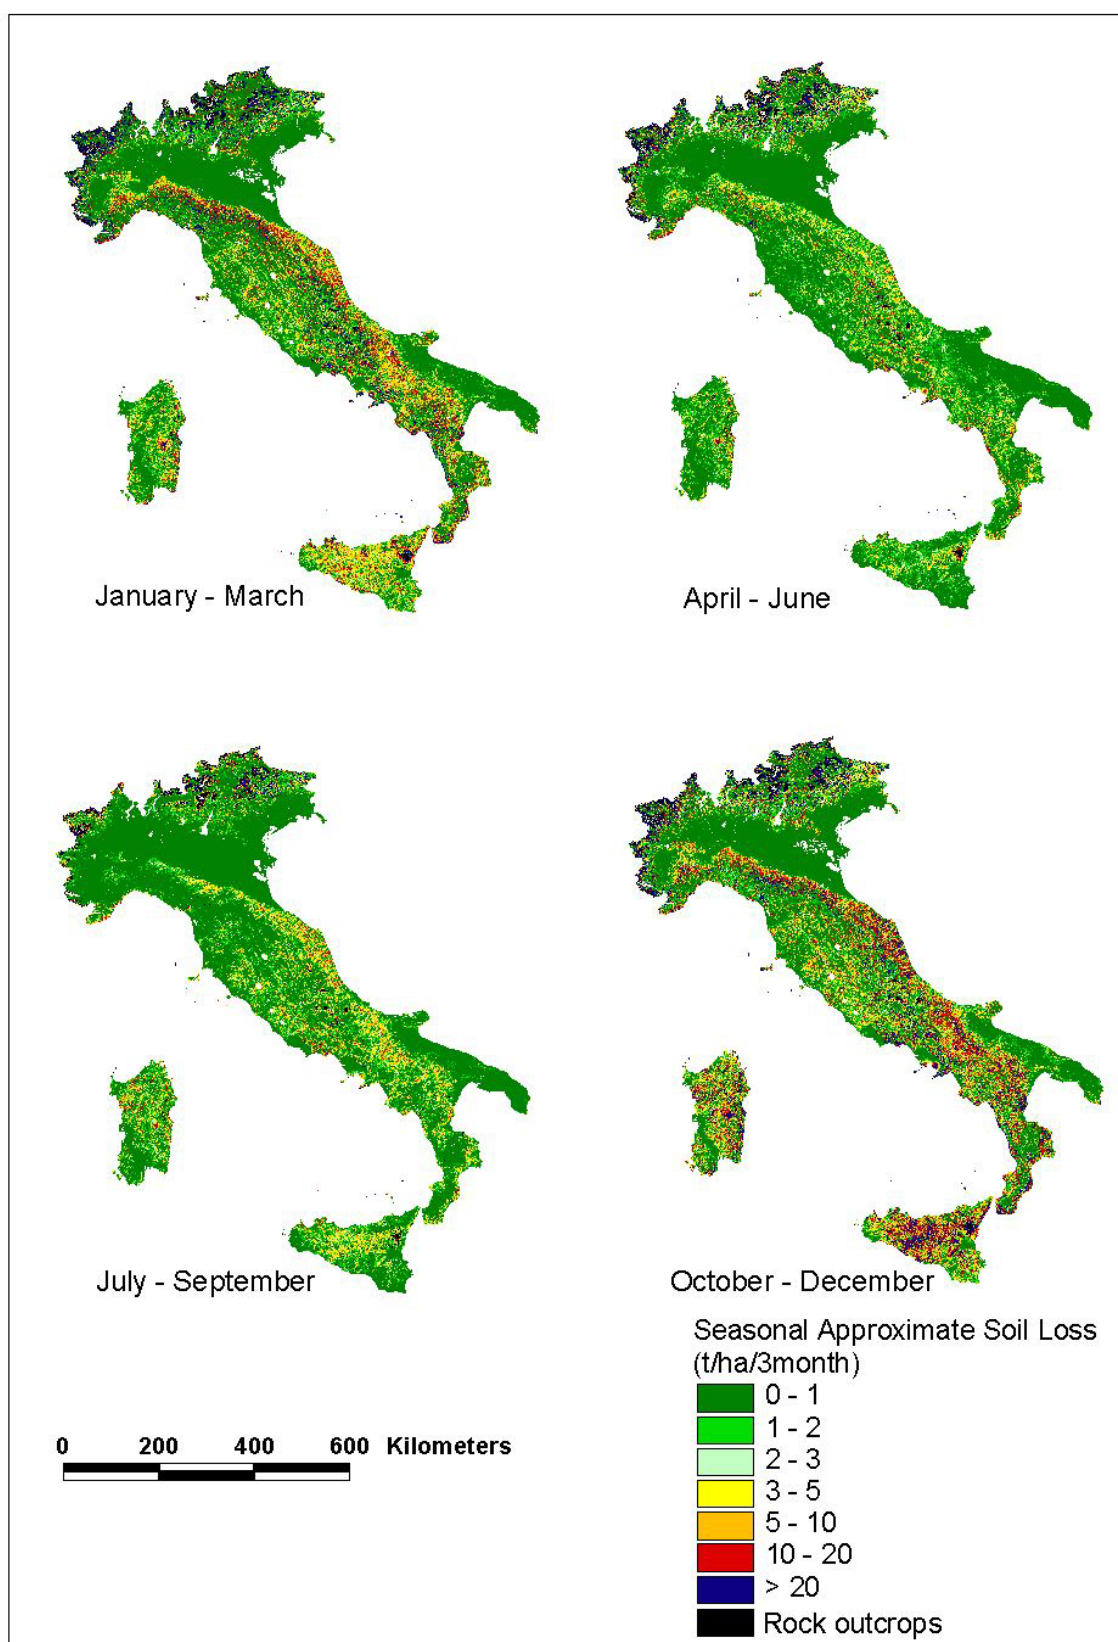 January - March
April - June
July - September
October - December
Seasonal Approximate Soil Loss
(t/ha/3month)
0 - 1
1 - 2
2 - 3
3 - 5
5 - 10
10 - 20
> 20
Rock outcrops
0 200 400 600 Kilometers